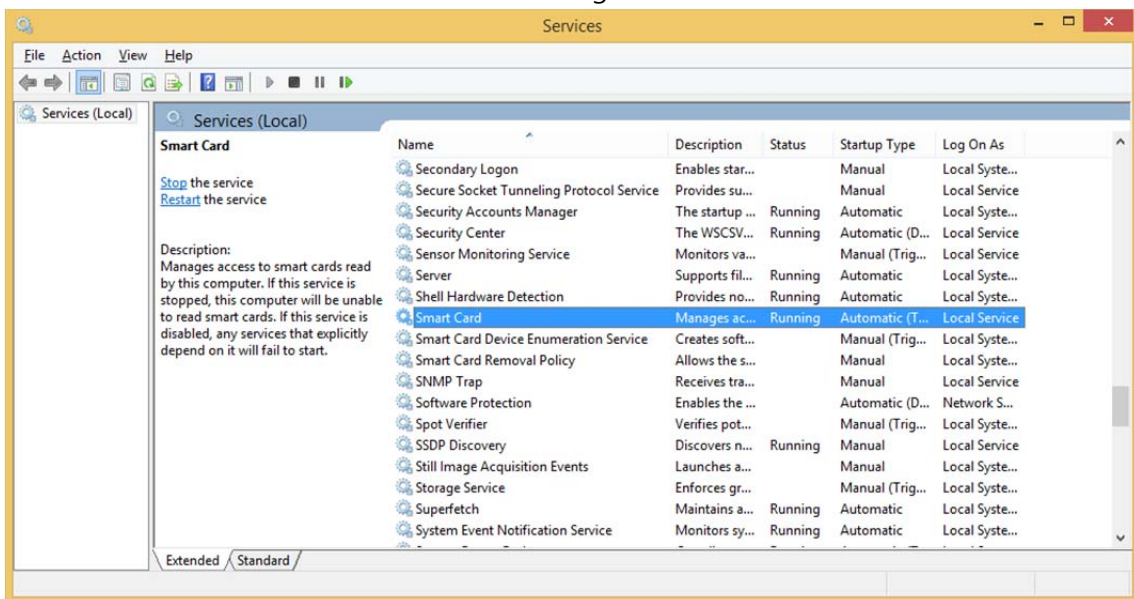 Services
File Action View Help
Services (Local)
Services (Local)
Smart Card
Stop the service
Restart the service
Description:
Manages access to smart cards read
by this computer. If this service is
stopped, this computer will be unable
to read smart cards. If this service is
disabled, any services that explicitly
depend on it will fail to start.
Name Description Status Startup Type Log On As
Secondary Logon Enables star... Manual Local Syste...
Secure Socket Tunneling Protocol Service Provides su... Manual Local Service
Security Accounts Manager The startup ... Running Automatic Local Syste...
Security Center The WSCSV... Running Automatic (D... Local Service
Sensor Monitoring Service Monitors va... Manual (Trig... Local Service
Server Supports fil... Running Automatic Local Syste...
Shell Hardware Detection Provides no... Running Automatic Local Syste...
Smart Card Manages ac... Running Automatic (T... Local Service
Smart Card Device Enumeration Service Creates soft... Manual (Trig... Local Syste...
Smart Card Removal Policy Allows the s... Manual Local Syste...
SNMP Trap Receives tra... Manual Local Service
Software Protection Enables the ... Automatic (D... Network S...
Spot Verifier Verifies pot... Manual (Trig... Local Syste...
SSDP Discovery Discovers n... Running Manual Local Service
Still Image Acquisition Events Launches a... Manual Local Syste...
Storage Service Enforces gr... Manual (Trig... Local Syste...
Superfetch Maintains a... Running Automatic Local Syste...
System Event Notification Service Monitors sy... Running Automatic Local Syste...
Extended Standard